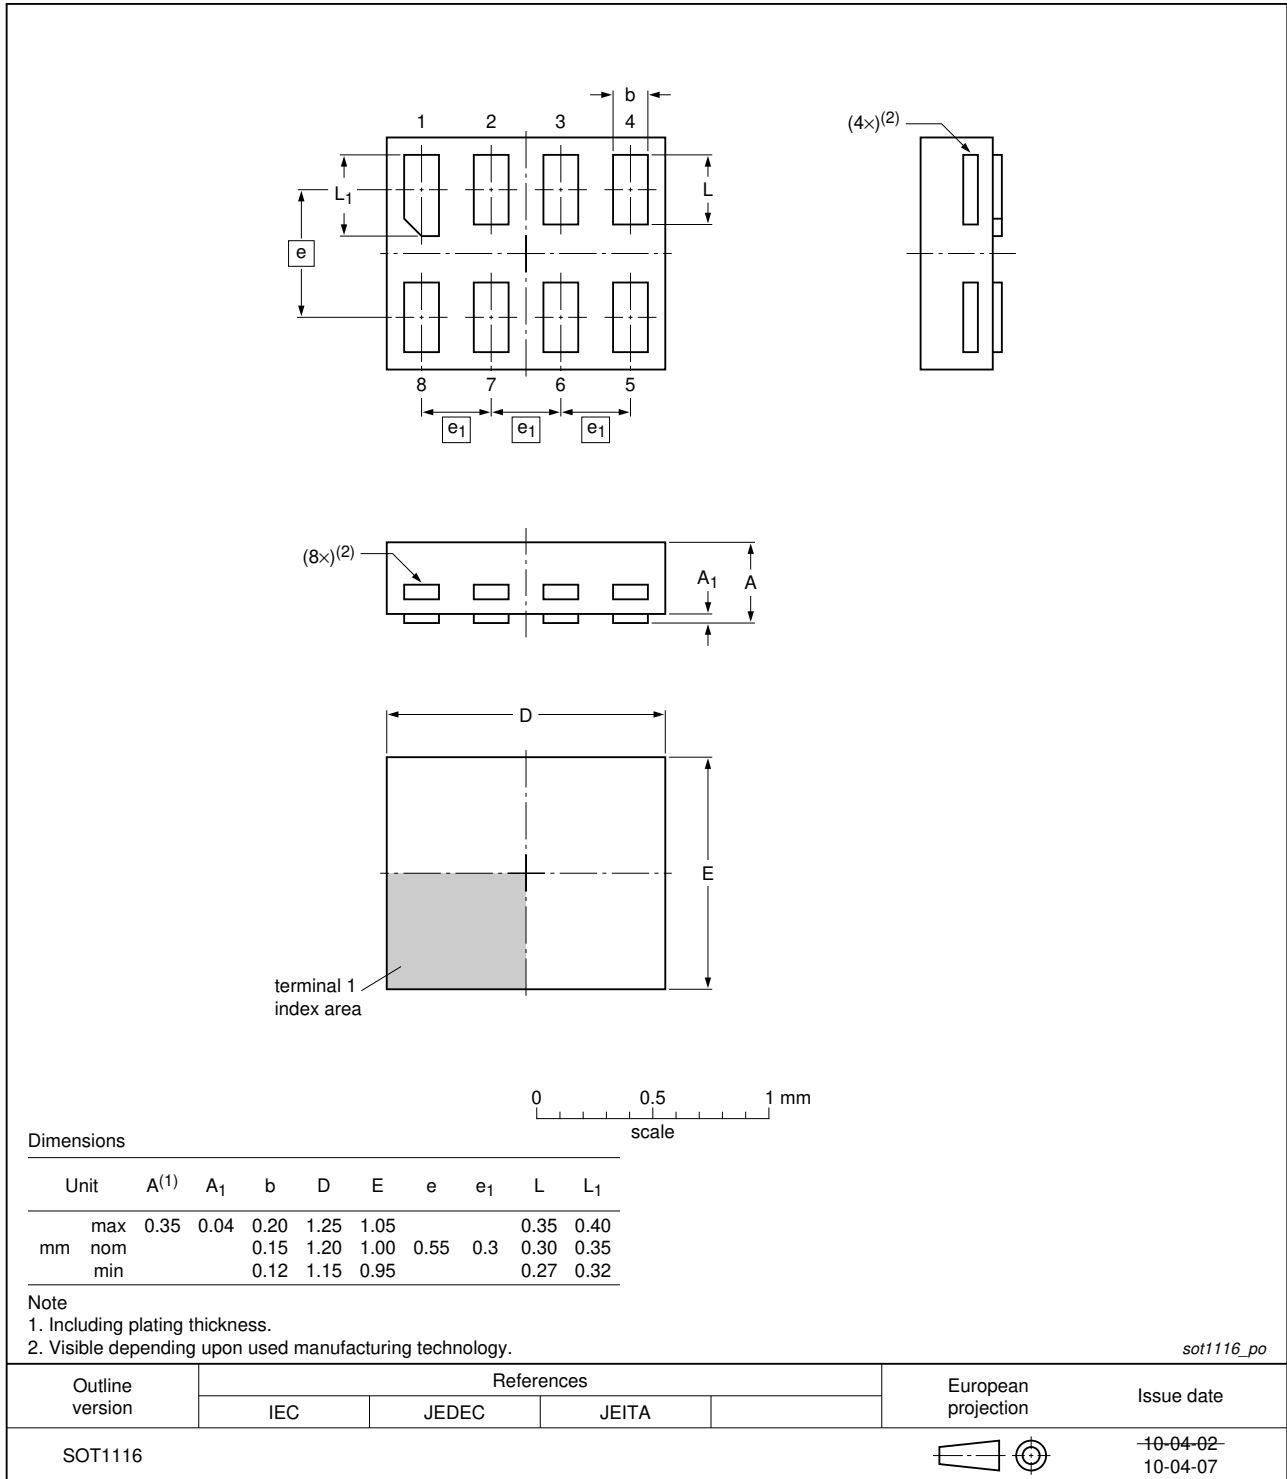 b
1 2 3 4
(4×)(2)
L1
L
e
8 7 6 5
e1 e1 e1
(8×)(2)
A1
A
D
E
terminal 1
index area
0 0.5 1 mm
scale
Dimensions
Unit A(1) A1 b D E e e1 L L1
max 0.35 0.04 0.20 1.25 1.05 0.35 0.40
mm nom 0.15 1.20 1.00 0.55 0.3 0.30 0.35
min 0.12 1.15 0.95 0.27 0.32
Note
1. Including plating thickness.
2. Visible depending upon used manufacturing technology.
sot1116_po
Outline
version
References
IEC JEDEC JEITA
European
projection
Issue date
SOT1116
10-04-02
10-04-07